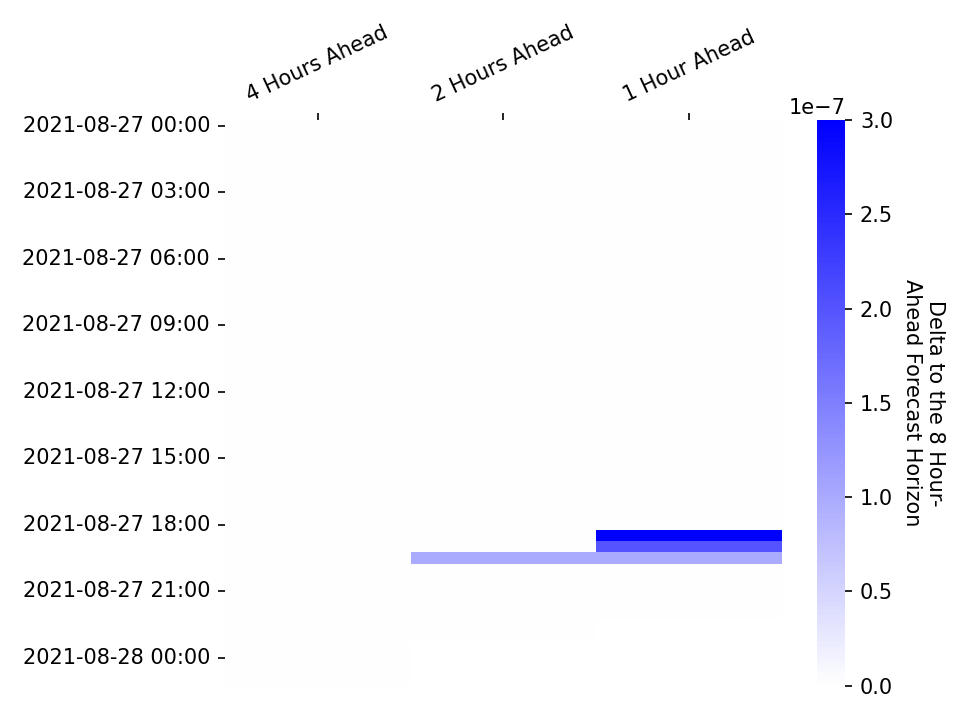 4 Hours Ahead
2 Hours Ahead
1 Hour Ahead
1e−7
2021-08-27 00:00
2021-08-27 03:00
2021-08-27 06:00
2021-08-27 09:00
2021-08-27 12:00
2021-08-27 15:00
2021-08-27 18:00
2021-08-27 21:00
2021-08-28 00:00
3.0
2.5
2.0
1.5
1.0
0.5
0.0
Delta to the 8 Hour-
Ahead Forecast Horizon